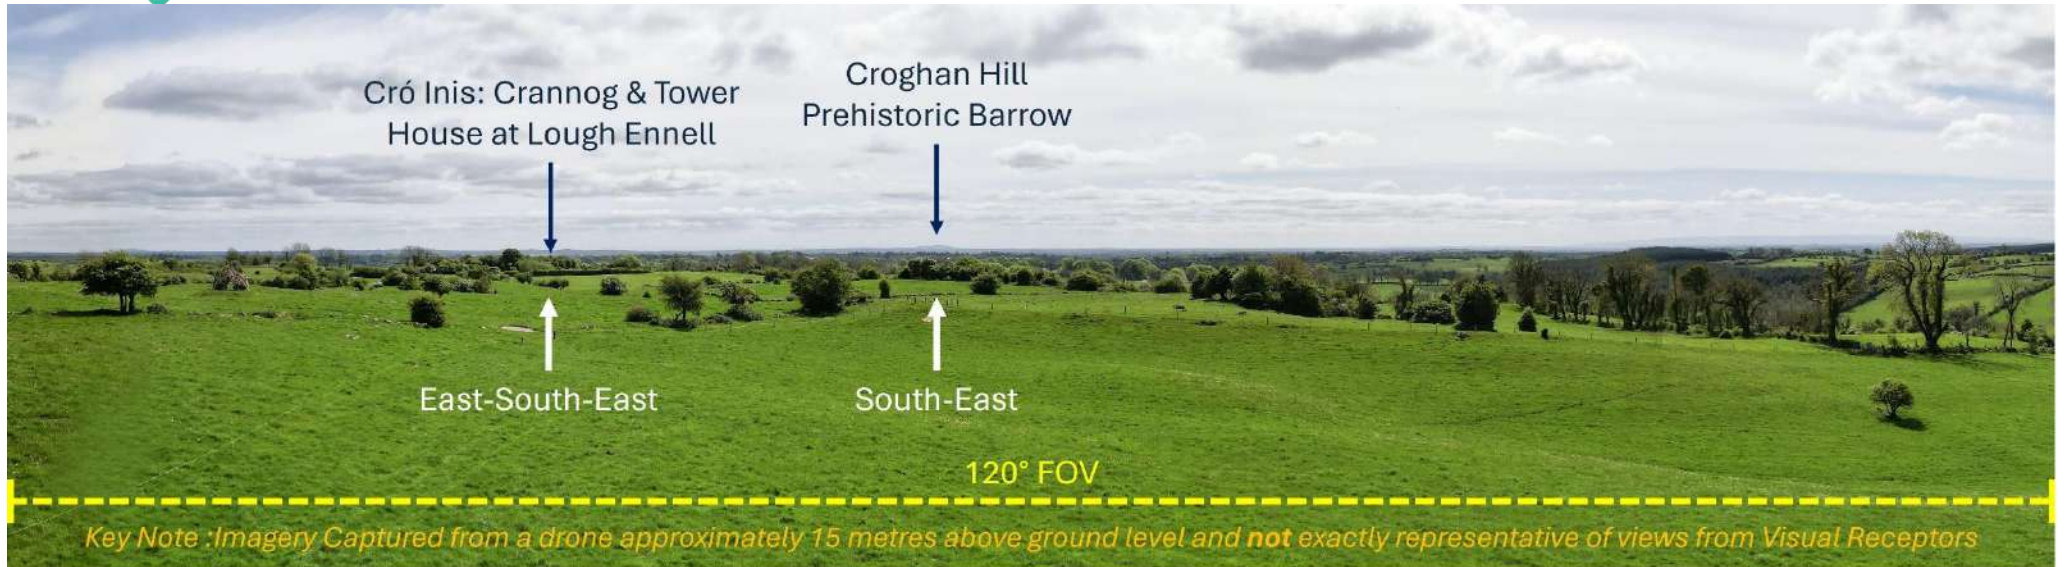 Cró Inis: Crannog & Tower
House at Lough Ennell
Croghan Hill
Prehistoric Barrow
East-South-East
South-East
120° FOV
Key Note :Imagery Captured from a drone approximately 15 metres above ground level and not exactly representative of views from Visual Receptors